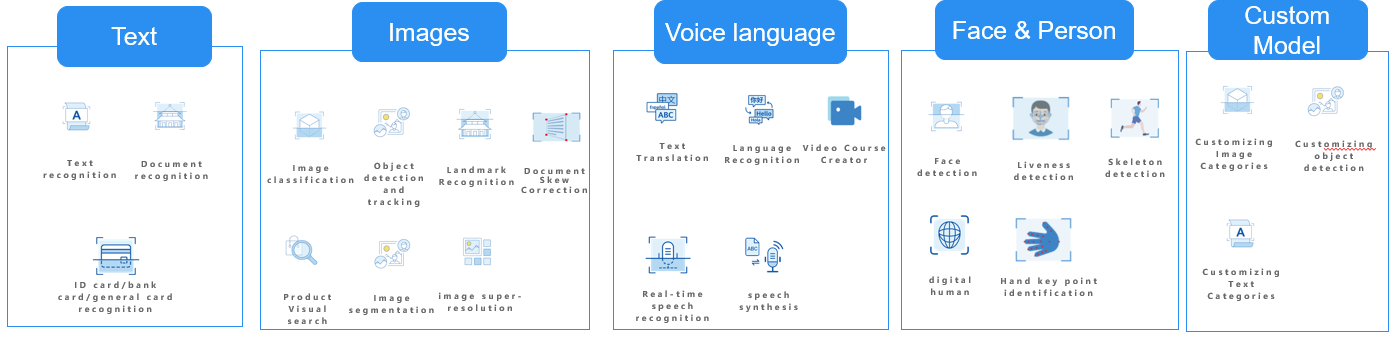 Text
A
Text
recognition
Document
recognition
ID card/bank
card/general card
recognition
Images
Image
classification
Object
detection
and
tracking
Landmark
Recognition
Document
Skew
Correction
Product
Visual
search
Image
segmentation
image super-
resolution
Voice language
中文
Español
ABC
Text
Translation
你好
Hello
Hello
Language
Recognition
Video Course
Creator
Real-time
speech
recognition
ABC
speech
synthesis
Face & Person
Face
detection
Liveness
detection
Skeleton
detection
digital
human
Hand key point
identification
Custom
Model
Customizing
Image
Categories
Customizing
object
detection
A
Customizing
Text
Categories